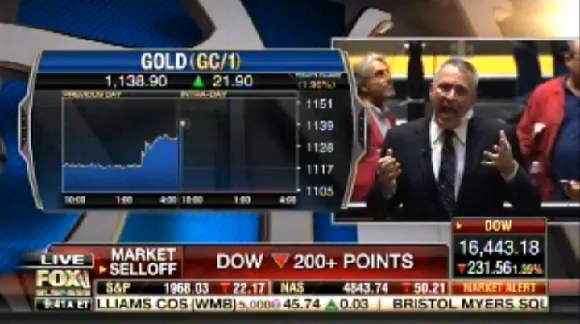 GOLD (GC/1)
1,138.90 ▲ 21.90
(1.96%)
PREVIOUS DAY INTRA-DAY
1151
1139
1128
1117
1105
10:00 1:00 4:00 10:00 1:00 4:00
DOW
16,443.18
▼231.56 1.39%
MARKET ALERT
LIVE
FOX
BUSINESS
9:41A ET
MARKET
SELLOFF
DOW ▼ 200+ POINTS
S&P 1968.03 ▼ 22.17 NAS 4843.74 ▼ 50.21
LLIAMS COS (WMB) 5,000@ 45.74 ▲ 0.03 BRISTOL MYERS SQU